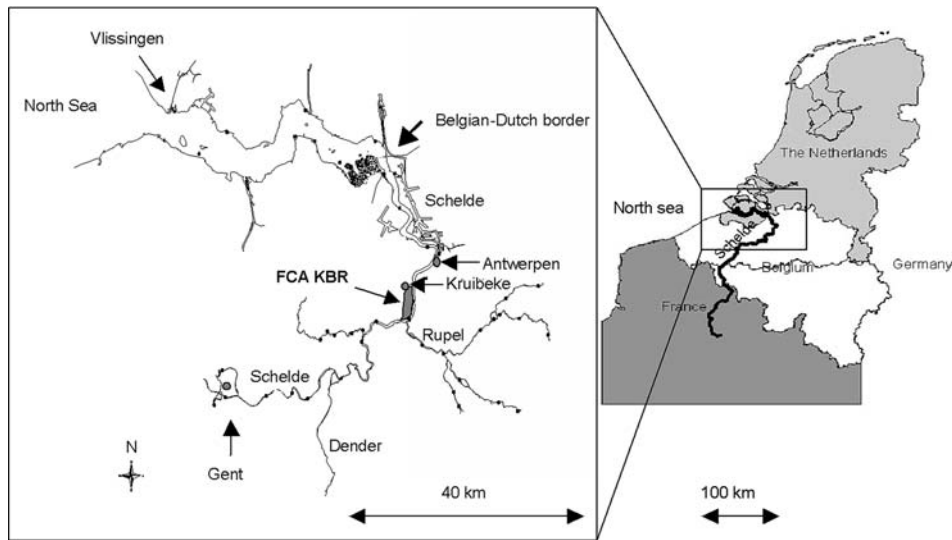 Vlissingen
North Sea
Belgian-Dutch border
Schelde
Antwerpen
FCA KBR
Kruibeke
Rupel
Schelde
Dender
N
Gent
40 km
The Netherlands
North sea
Schelde
Belgium
Germany
France
100 km